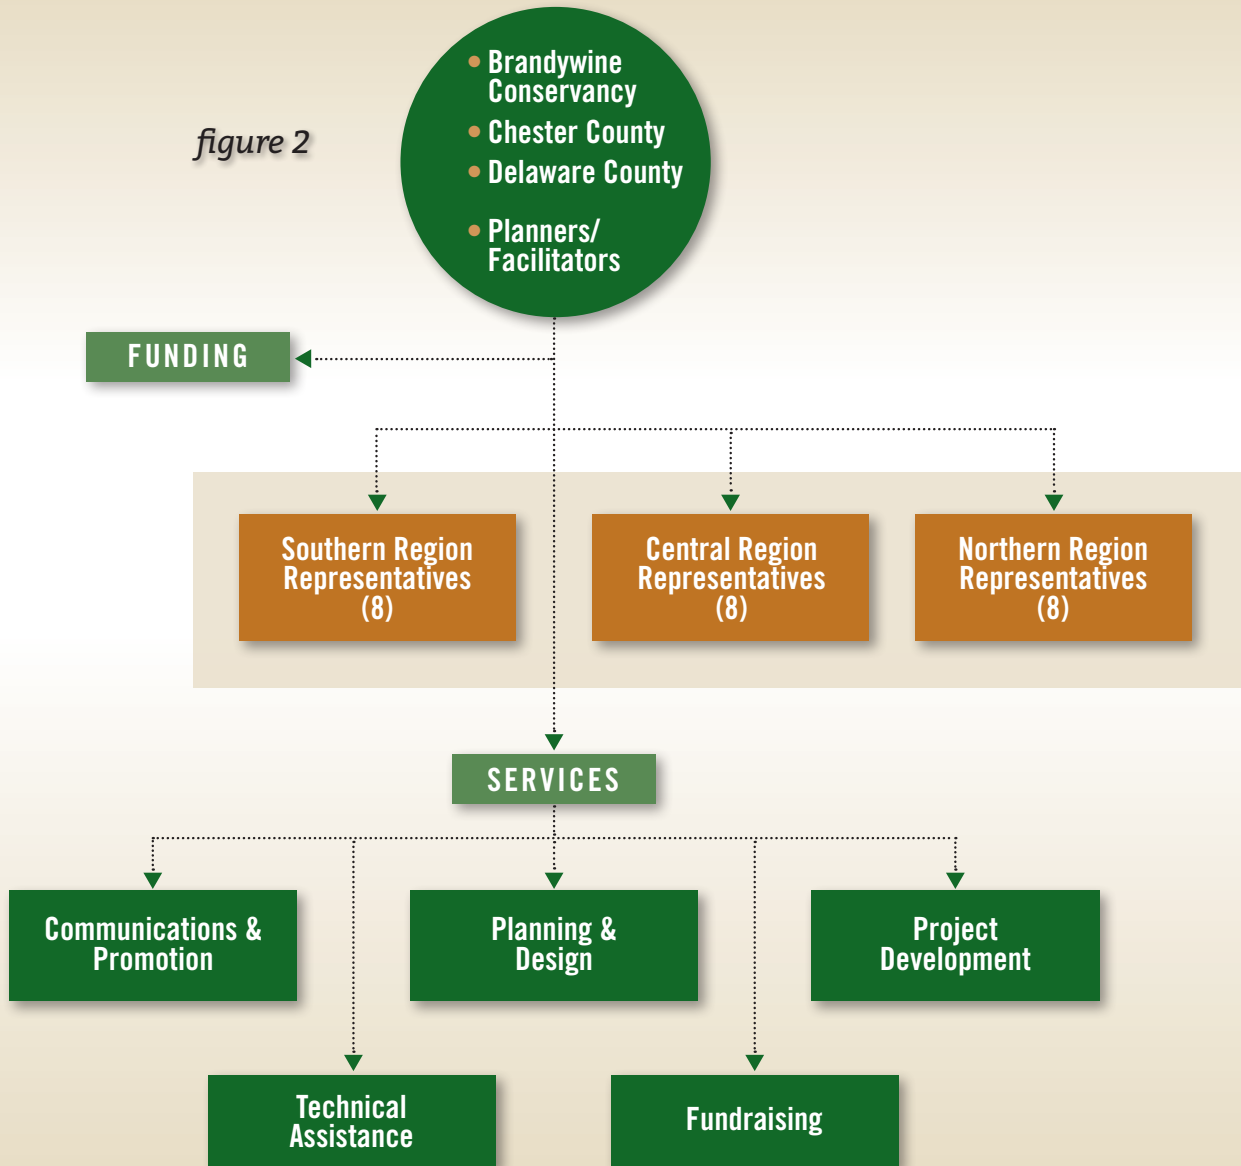 figure 2
• Brandywine
Conservancy
• Chester County
• Delaware County
• Planners/
Facilitators
FUNDING
Southern Region
Representatives
(8)
Central Region
Representatives
(8)
Northern Region
Representatives
(8)
SERVICES
Communications &
Promotion
Planning &
Design
Project
Development
Technical
Assistance
Fundraising